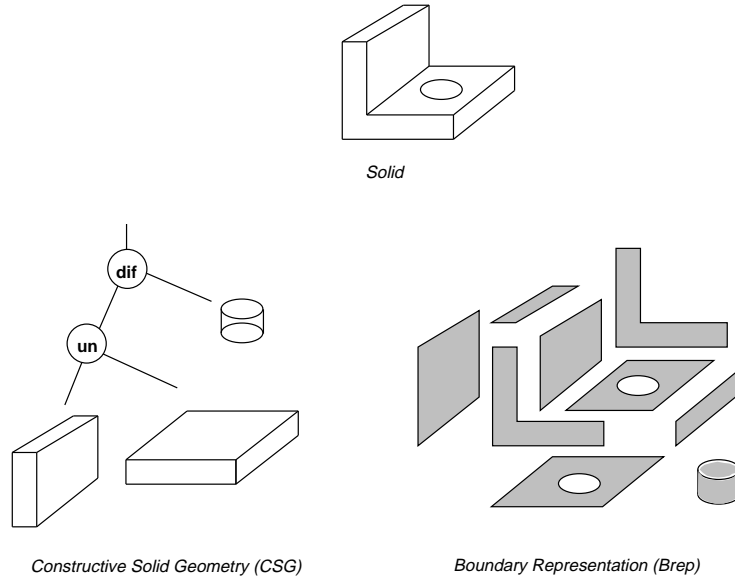 Solid
dif
un
Constructive Solid Geometry (CSG)
Boundary Representation (Brep)